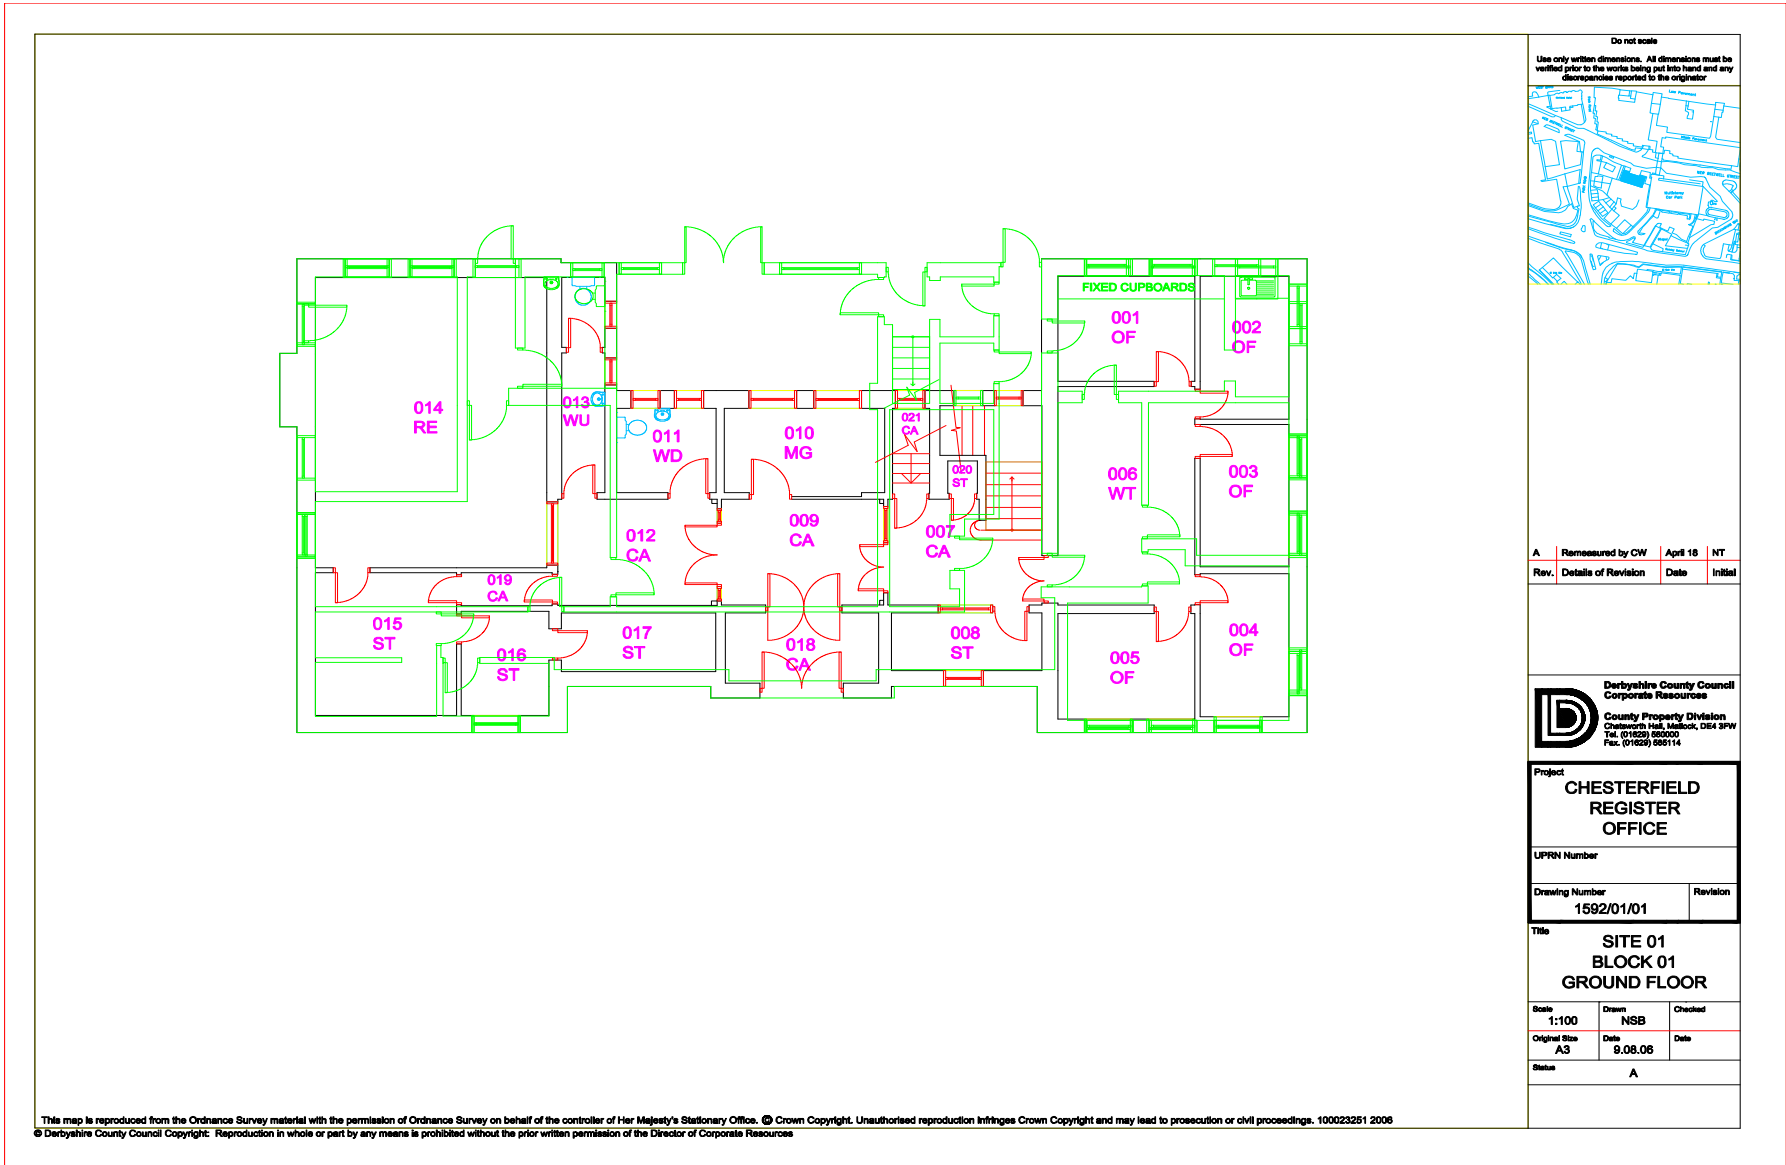 Do not scale
Use only written dimensions. All dimensions must be
verified prior to the works being put into hand and any
discrepancies reported to the originator
FIXED CUPBOARDS
001
OF
002
OF
014
RE
013
WU
011
WD
010
MG
021
CA
020
ST
006
WT
003
OF
012
CA
009
CA
007
CA
019
CA
015
ST
016
ST
017
ST
018
CA
008
ST
005
OF
004
OF
A Remeasured by CW April 18 NT
Rev. Details of Revision Date Initial
Derbyshire County Council
Corporate Resources
County Property Division
Chatsworth Hall, Matlock, DE4 3FW
Tel. (01629) 580000
Fax. (01629) 585114
Project
CHESTERFIELD
REGISTER
OFFICE
UPRN Number
Drawing Number Revision
1592/01/01
Title
SITE 01
BLOCK 01
GROUND FLOOR
Scale Drawn Checked
1:100 NSB
Original Size Date Date
A3 9.08.06
Status
A
This map is reproduced from the Ordnance Survey material with the permission of Ordnance Survey on behalf of the controller of Her Majesty's Stationary Office. © Crown Copyright. Unauthorised reproduction infringes Crown Copyright and may lead to prosecution or civil proceedings. 100023251 2006
© Derbyshire County Council Copyright: Reproduction in whole or part by any means is prohibited without the prior written permission of the Director of Corporate Resources